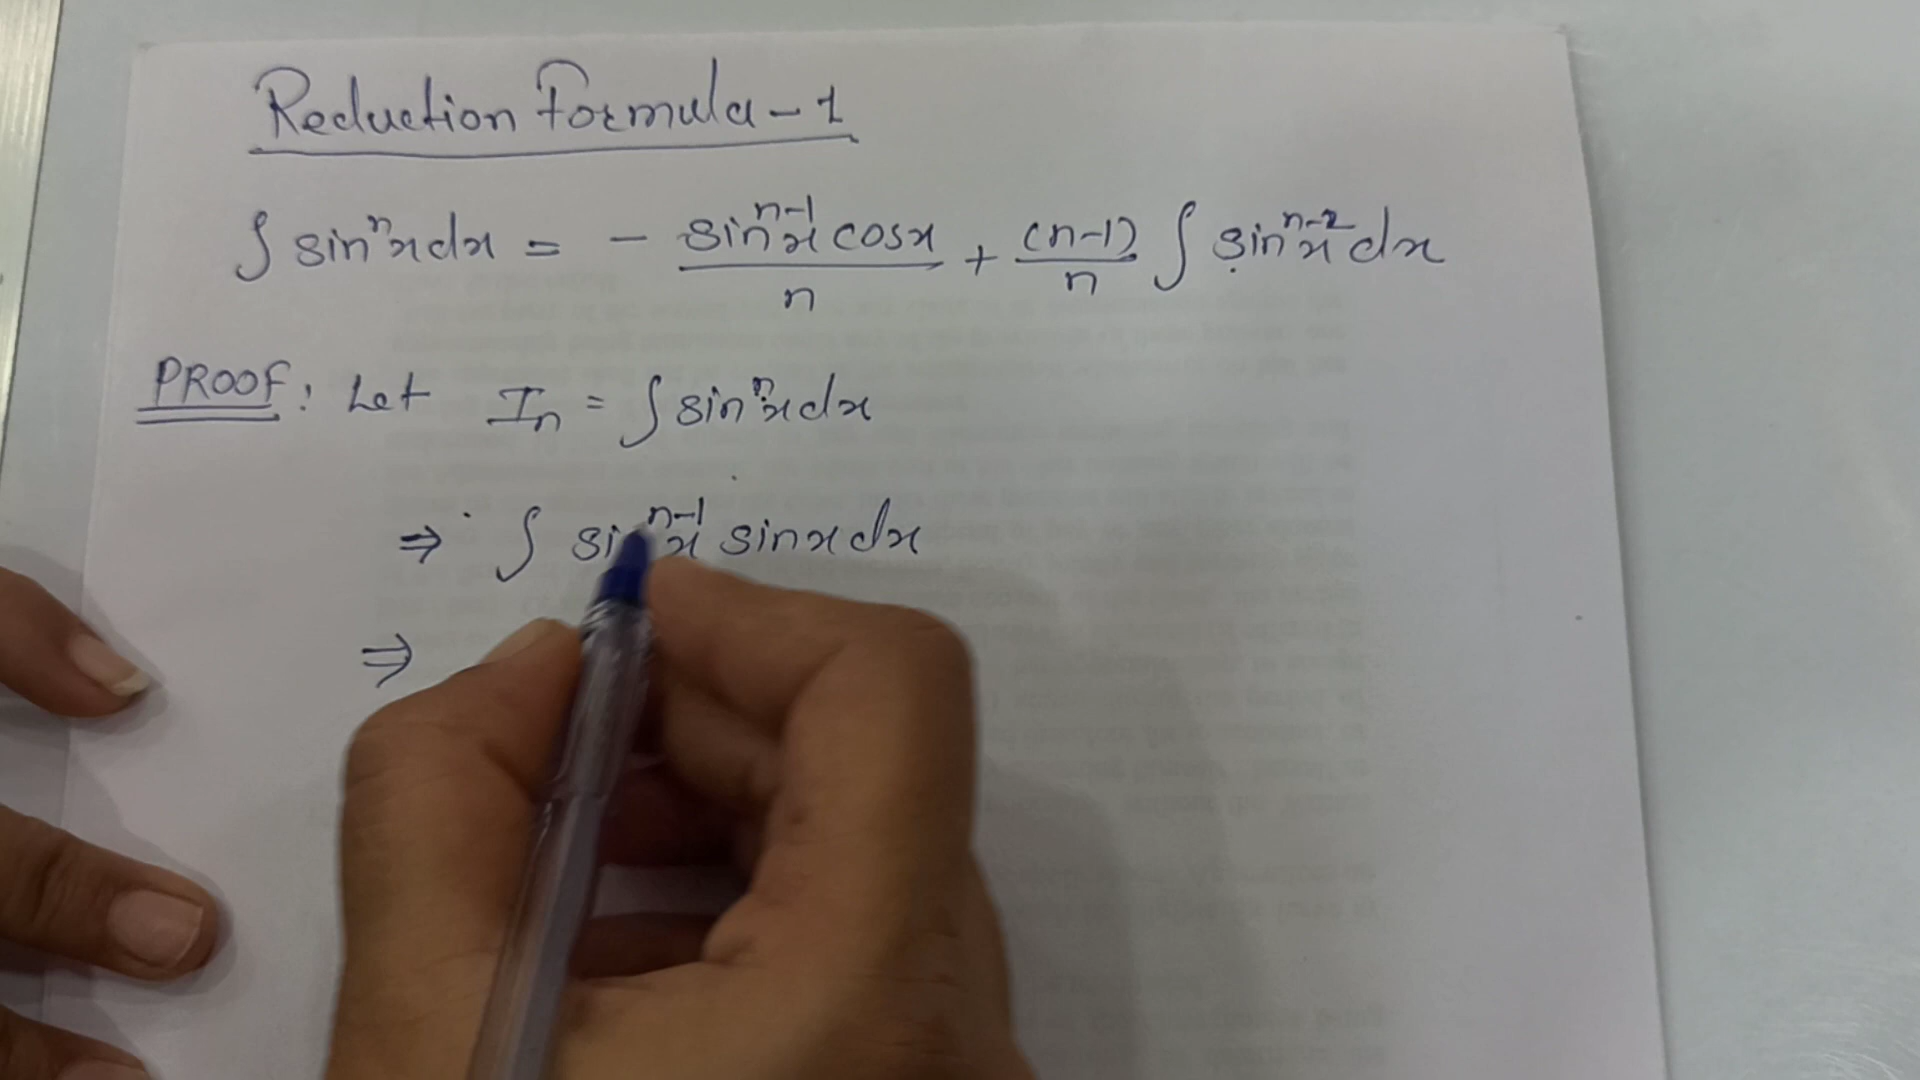 Reduction Formula-1
∫ sinⁿx dx = - sinⁿ⁻¹x cosx / n + (n-1)/n ∫ sinⁿ⁻²x dx
PROOF: Let Iₙ = ∫ sinⁿx dx
⇒ ∫ sinⁿ⁻¹x sinx dx
⇒